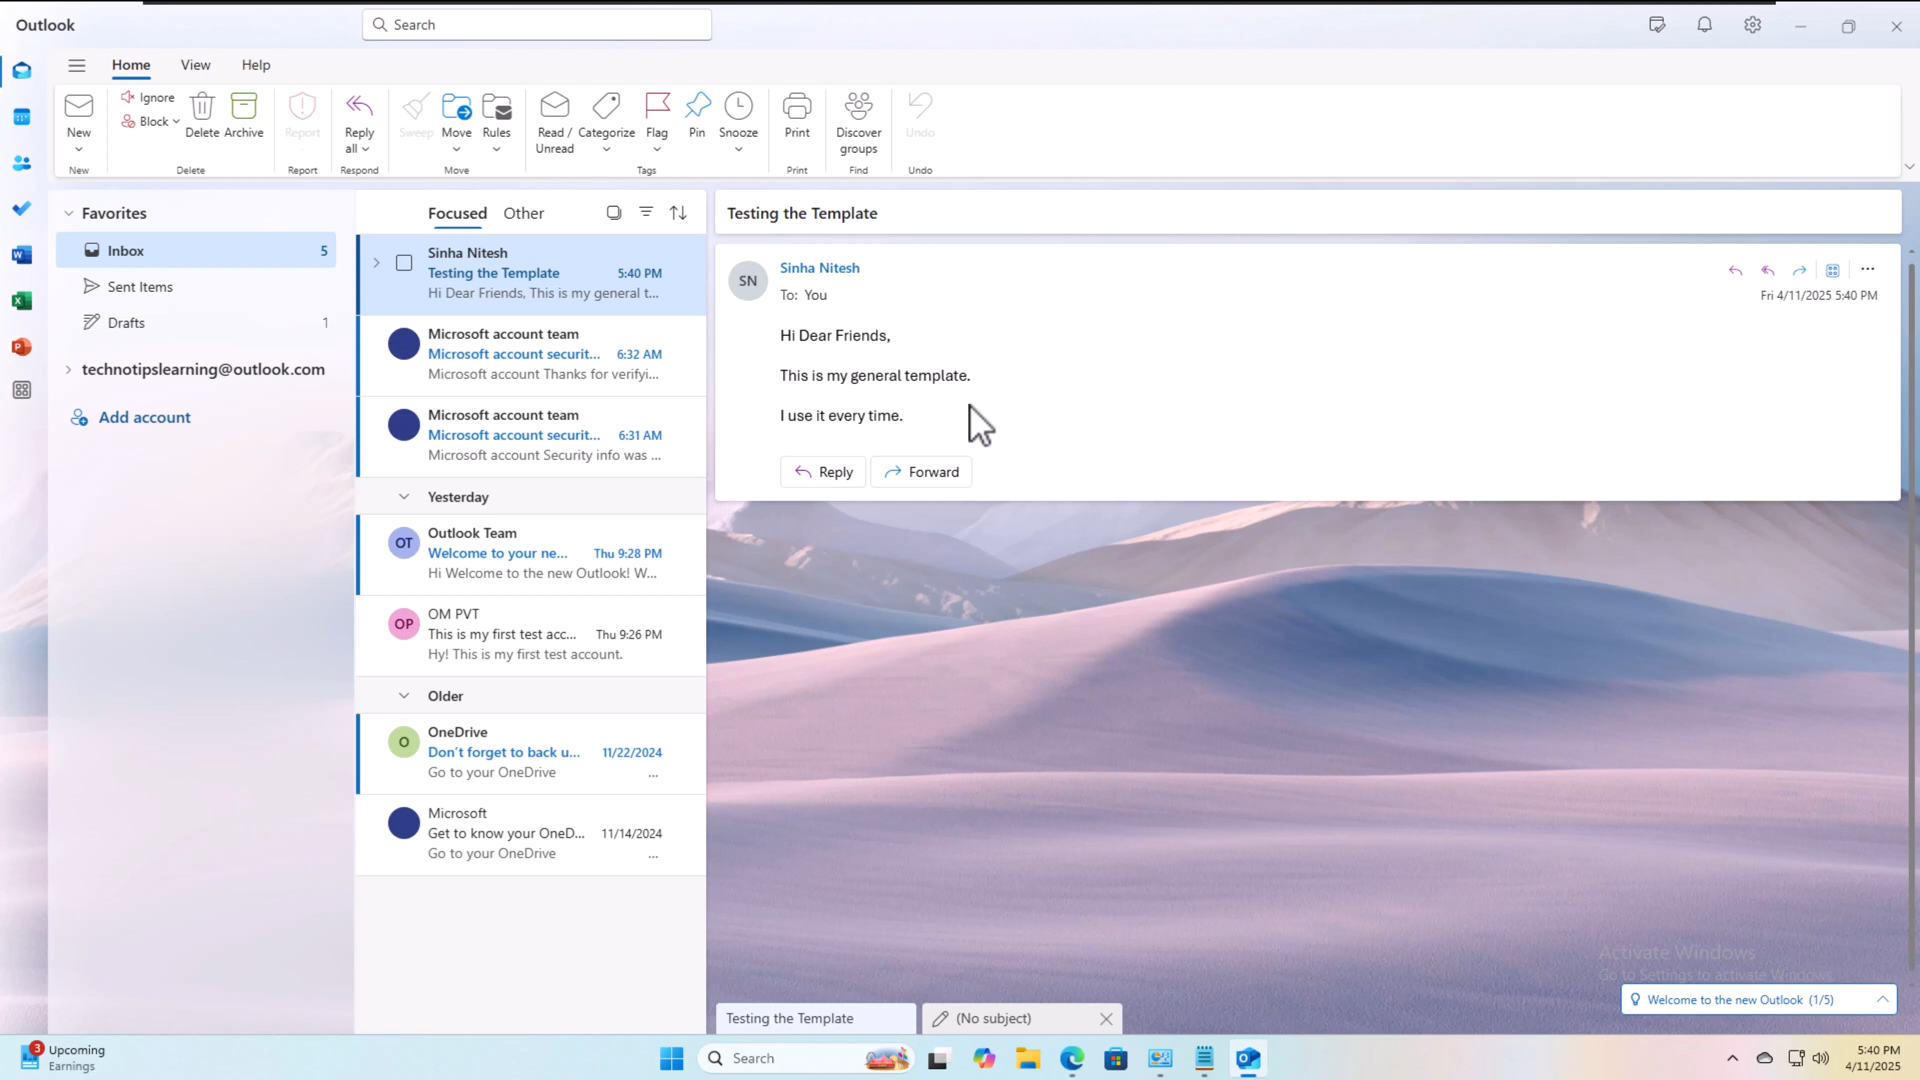 Outlook
Search
Home View Help
New
Ignore
Block
Delete
Archive
Report
Reply all
Sweep
Move
Rules
Read / Unread
Categorize
Flag
Pin
Snooze
Print
Discover groups
Undo
New Delete Report Respond Move Tags Print Find Undo
Favorites
Inbox 5
Sent Items
Drafts 1
technotipslearning@outlook.com
Add account
W
X
P
Focused Other
Sinha Nitesh
Testing the Template 5:40 PM
Hi Dear Friends, This is my general t...
Microsoft account team
Microsoft account securit... 6:32 AM
Microsoft account Thanks for verifyi...
Microsoft account team
Microsoft account securit... 6:31 AM
Microsoft account Security info was ...
Yesterday
OT
Outlook Team
Welcome to your ne... Thu 9:28 PM
Hi Welcome to the new Outlook! W...
OP
OM PVT
This is my first test acc... Thu 9:26 PM
Hy! This is my first test account.
Older
O
OneDrive
Don't forget to back u... 11/22/2024
Go to your OneDrive ...
Microsoft
Get to know your OneD... 11/14/2024
Go to your OneDrive ...
Testing the Template
SN
Sinha Nitesh
To: You
Fri 4/11/2025 5:40 PM
Hi Dear Friends,
This is my general template.
I use it every time.
Reply Forward
Activate Windows
Go to Settings to activate Windows.
Welcome to the new Outlook (1/5)
Testing the Template
(No subject)
3
Upcoming
Earnings
Search
5:40 PM
4/11/2025